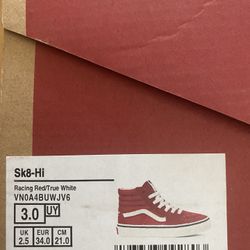 Sk8-Hi
Racing Red/True White
VN0A4BUWJV6
3.0 UY
UK EUR CM
2.5 34.0 21.0